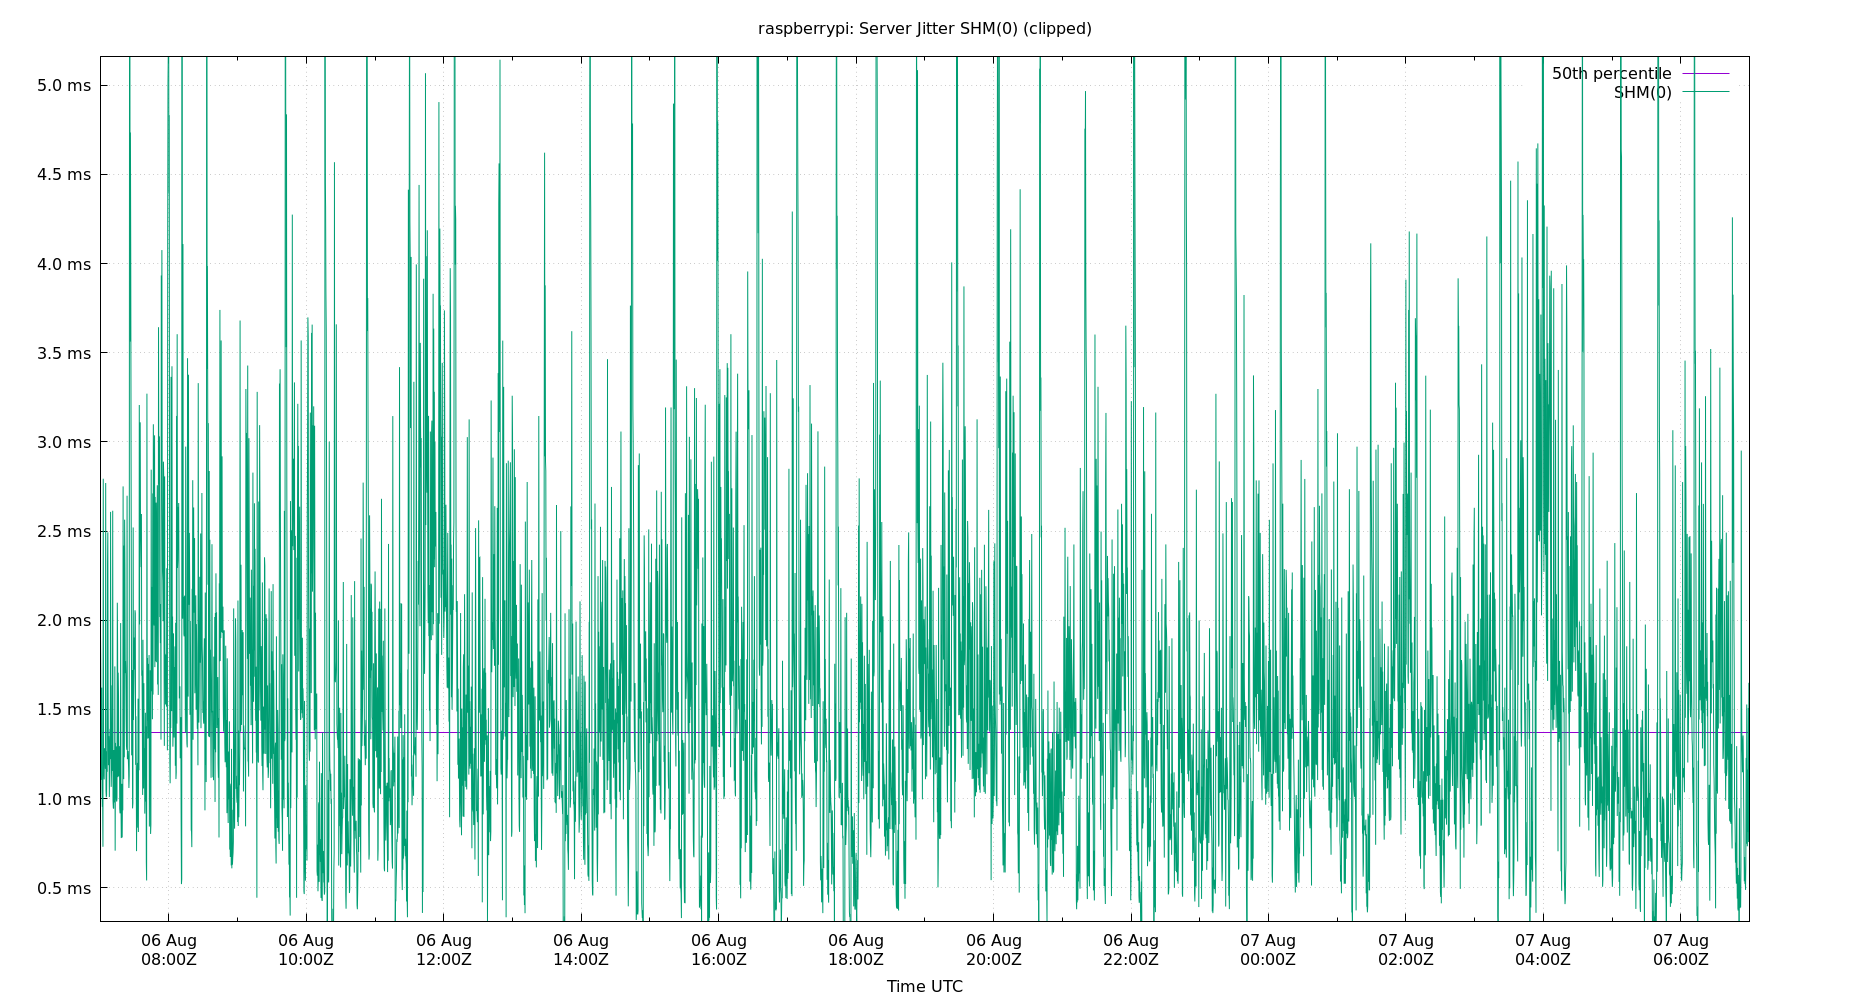 raspberrypi: Server Jitter SHM(0) (clipped)
50th percentile
SHM(0)
5.0 ms
4.5 ms
4.0 ms
3.5 ms
3.0 ms
2.5 ms
2.0 ms
1.5 ms
1.0 ms
0.5 ms
06 Aug 06 Aug 06 Aug 06 Aug 06 Aug 06 Aug 06 Aug 06 Aug 07 Aug 07 Aug 07 Aug 07 Aug
08:00Z 10:00Z 12:00Z 14:00Z 16:00Z 18:00Z 20:00Z 22:00Z 00:00Z 02:00Z 04:00Z 06:00Z
Time UTC